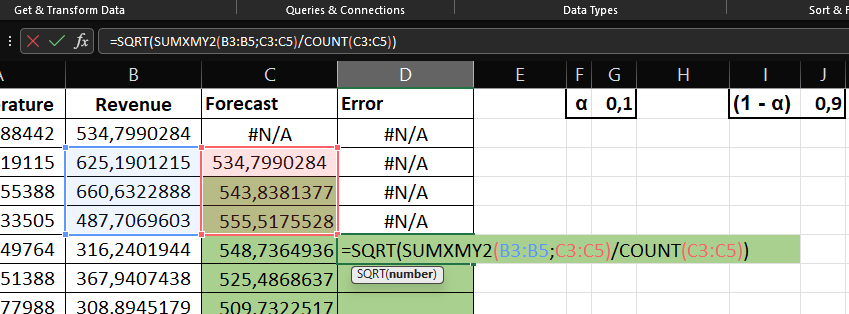 Get & Transform Data Queries & Connections Data Types Sort & F
fx =SQRT(SUMXMY2(B3:B5;C3:C5)/COUNT(C3:C5))
A B C D E F G H I J
erature Revenue Forecast Error α 0,1 (1 - α) 0,9
88442 534,7990284 #N/A #N/A
19115 625,1901215 534,7990284 #N/A
55388 660,6322888 543,8381377 #N/A
33505 487,7069603 555,5175528 #N/A
49764 316,2401944 548,7364936 =SQRT(SUMXMY2(B3:B5;C3:C5)/COUNT(C3:C5))
51388 367,9407438 525,4868637 SQRT(number)
77988 308,8945179 509,7322517